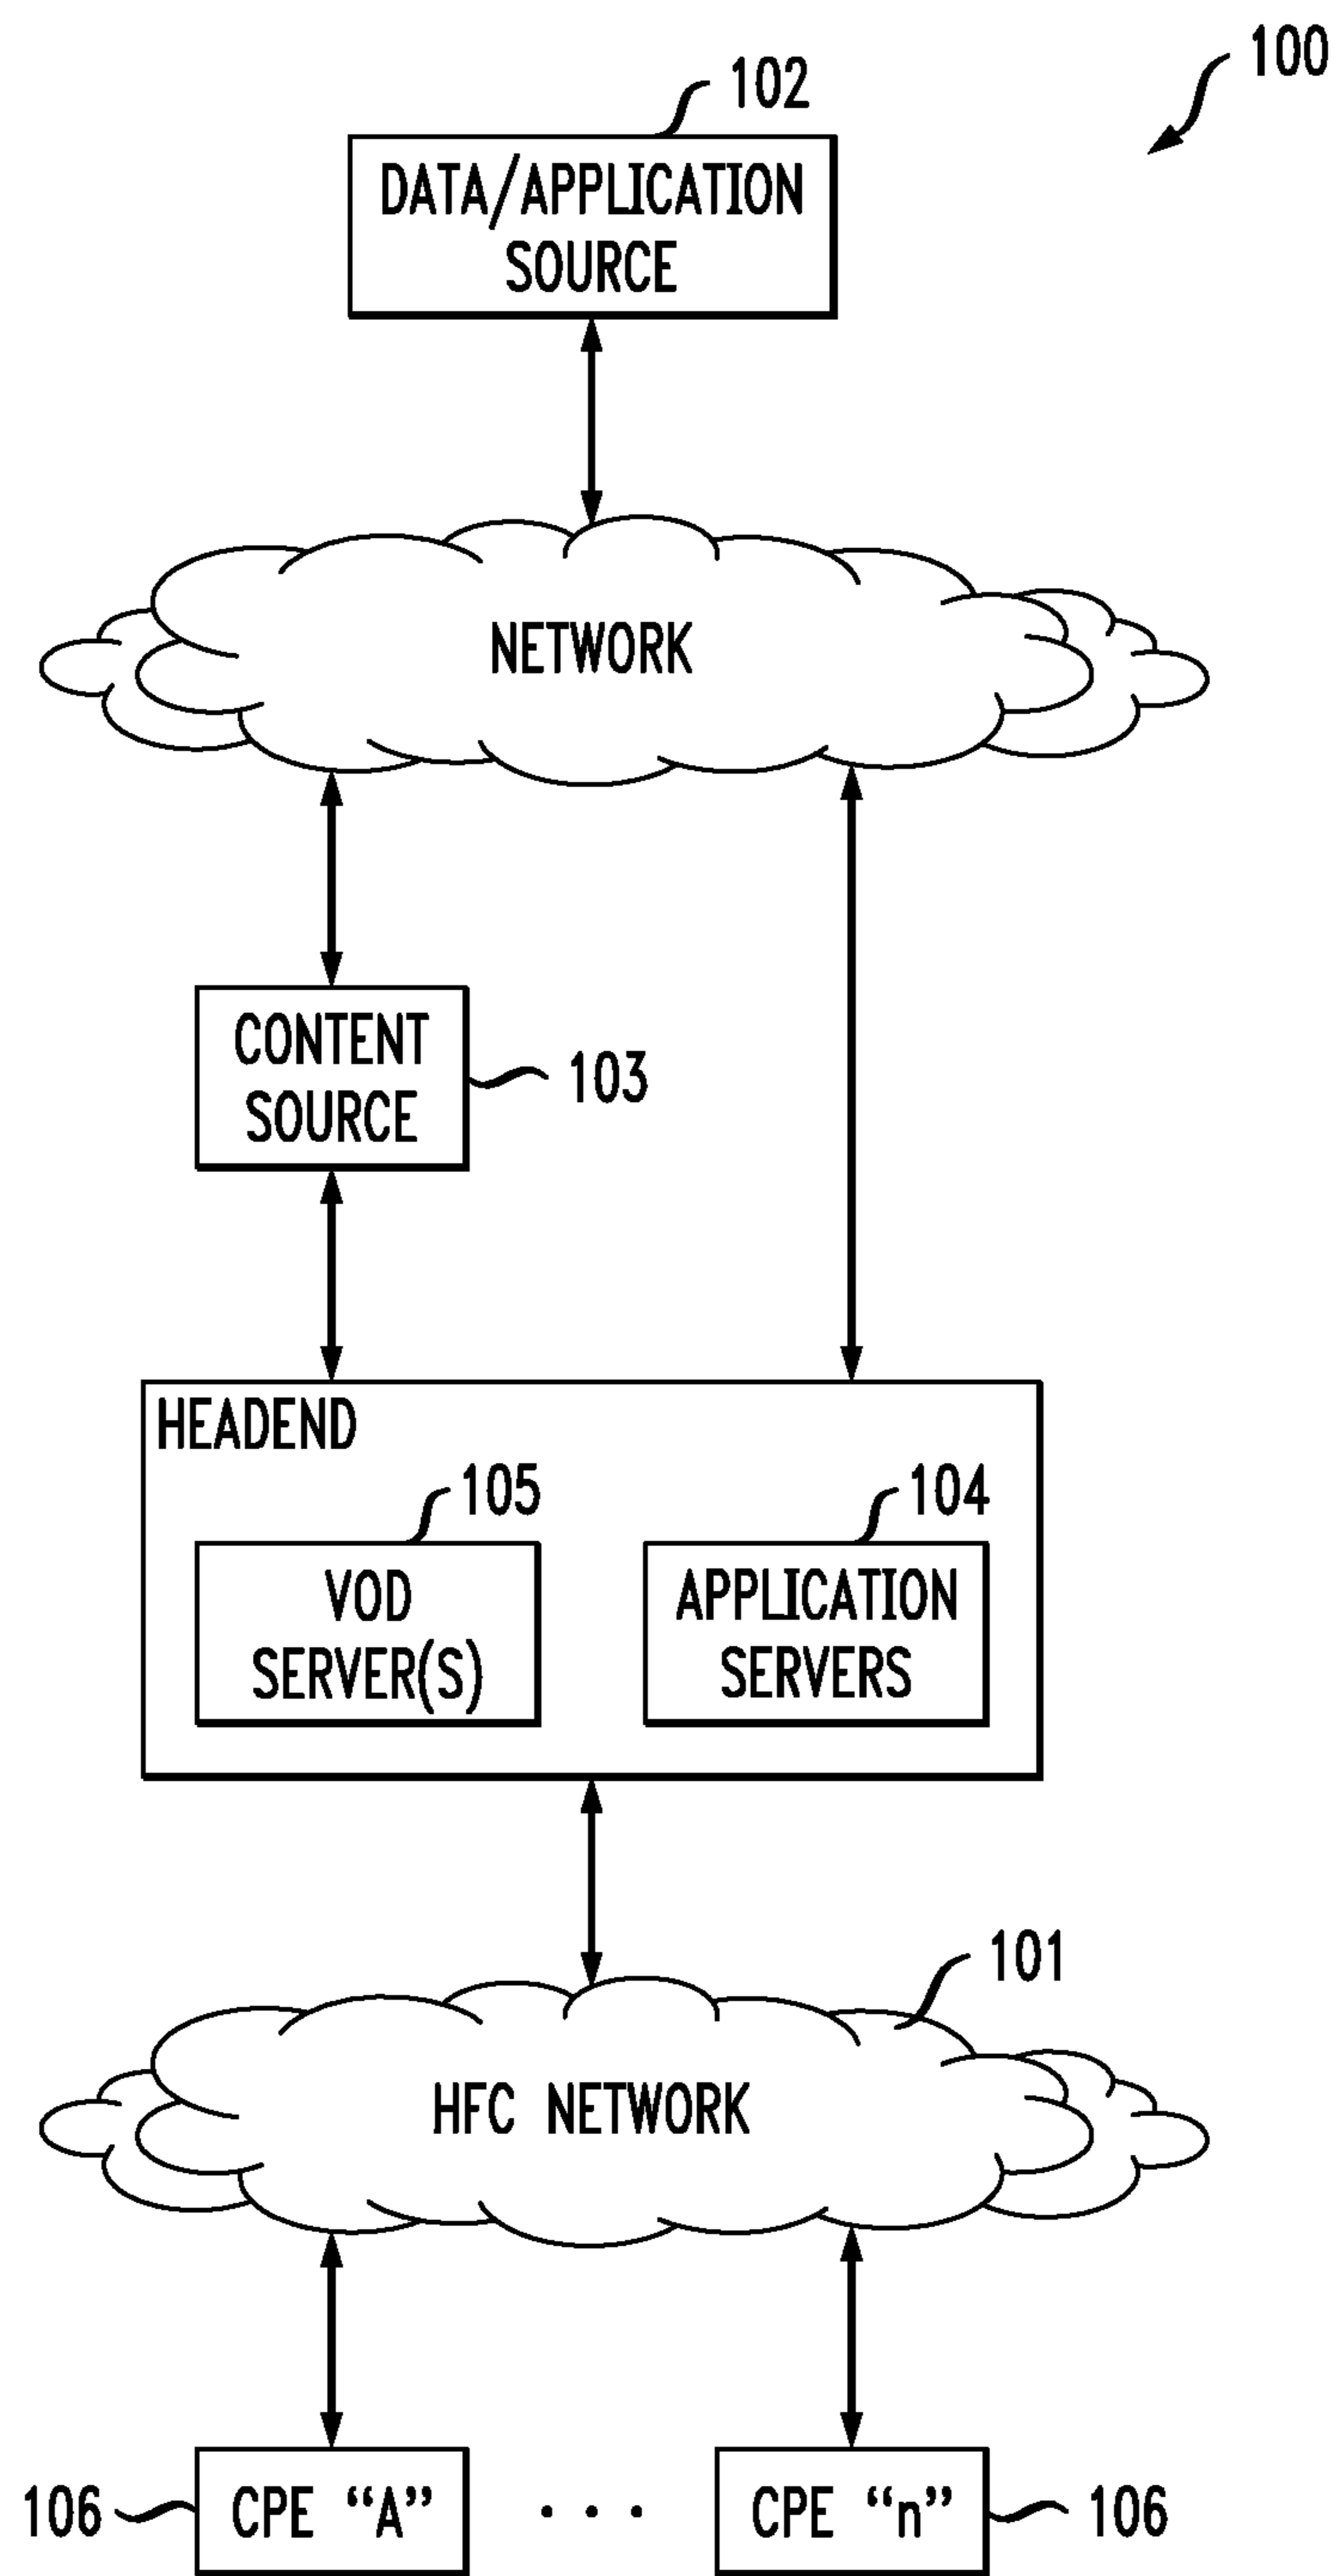 100
102
DATA/APPLICATION
SOURCE
NETWORK
CONTENT
SOURCE
103
HEADEND
105
104
VOD
SERVER(S)
APPLICATION
SERVERS
101
HFC NETWORK
106
CPE “A”
. . .
CPE “n”
106